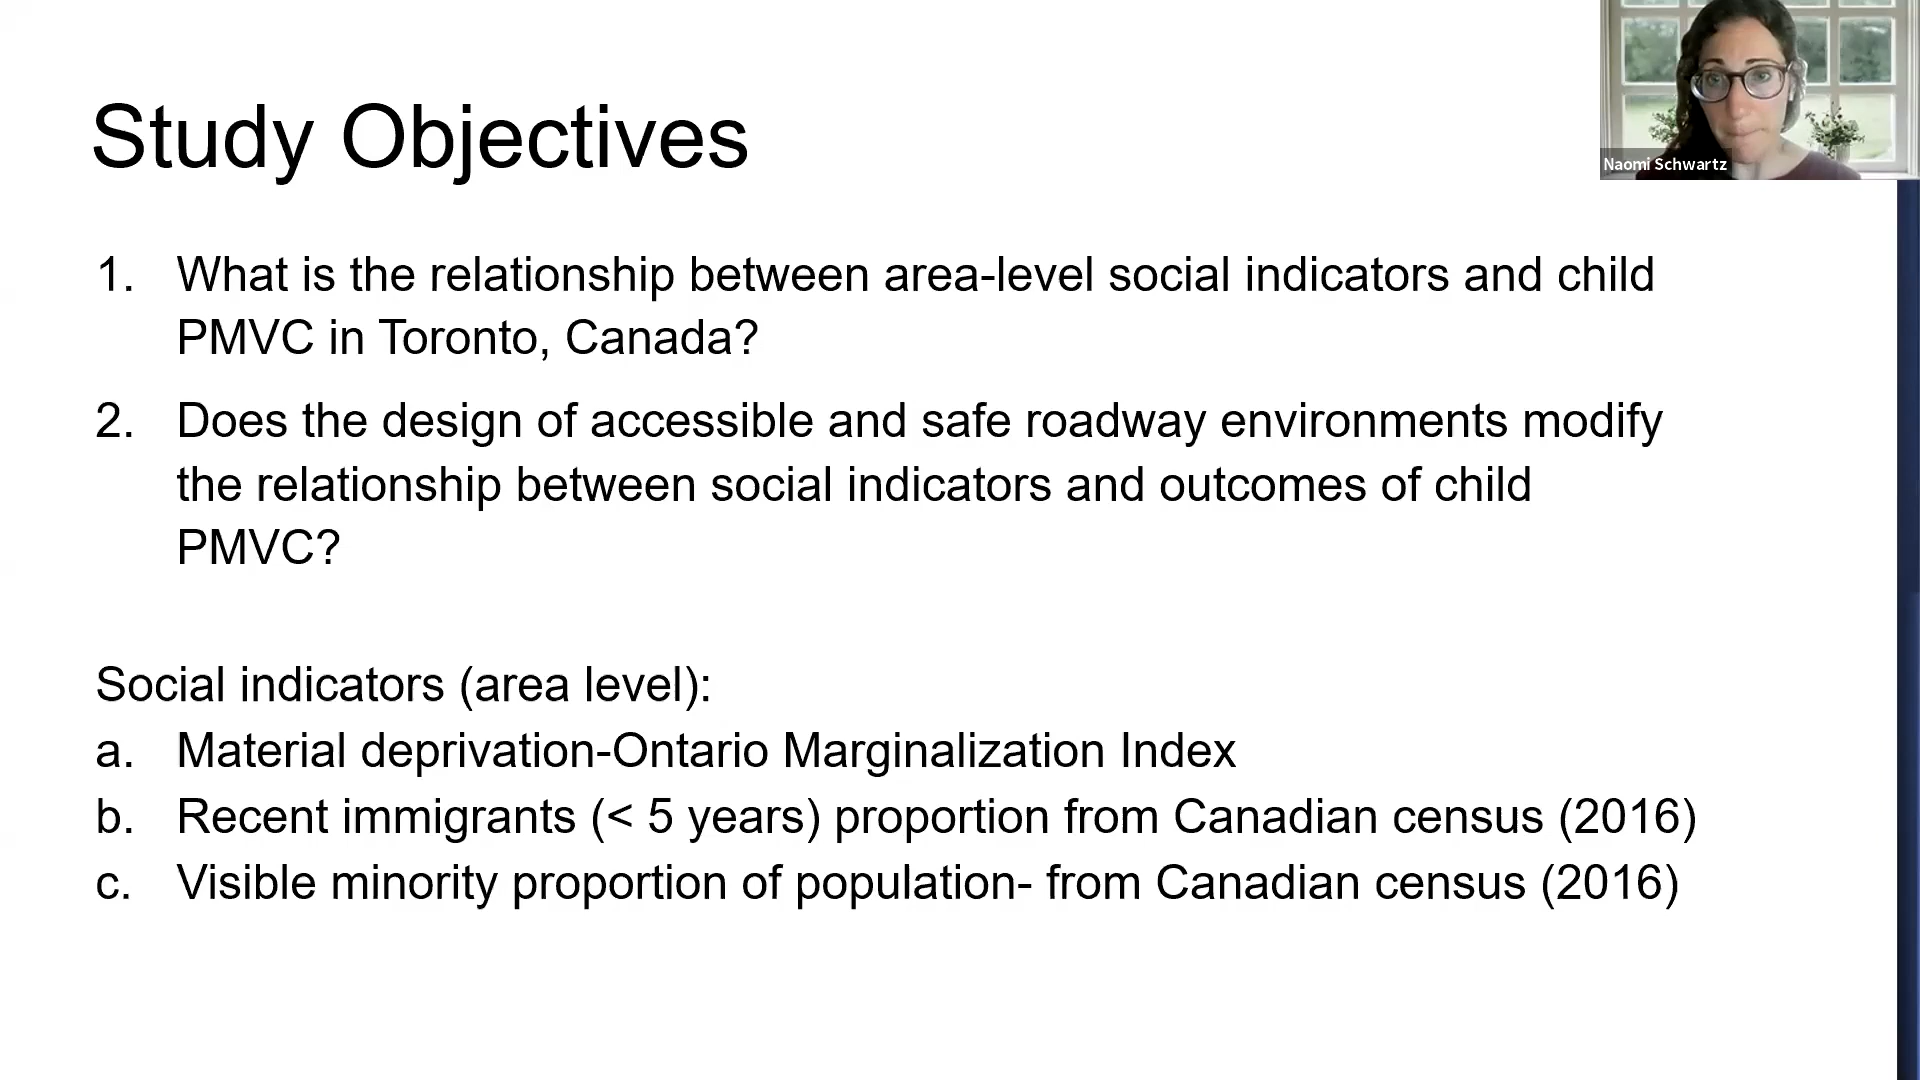 Study Objectives
Naomi Schwartz
1. What is the relationship between area-level social indicators and child
PMVC in Toronto, Canada?
2. Does the design of accessible and safe roadway environments modify
the relationship between social indicators and outcomes of child
PMVC?
Social indicators (area level):
a. Material deprivation-Ontario Marginalization Index
b. Recent immigrants (< 5 years) proportion from Canadian census (2016)
c. Visible minority proportion of population- from Canadian census (2016)